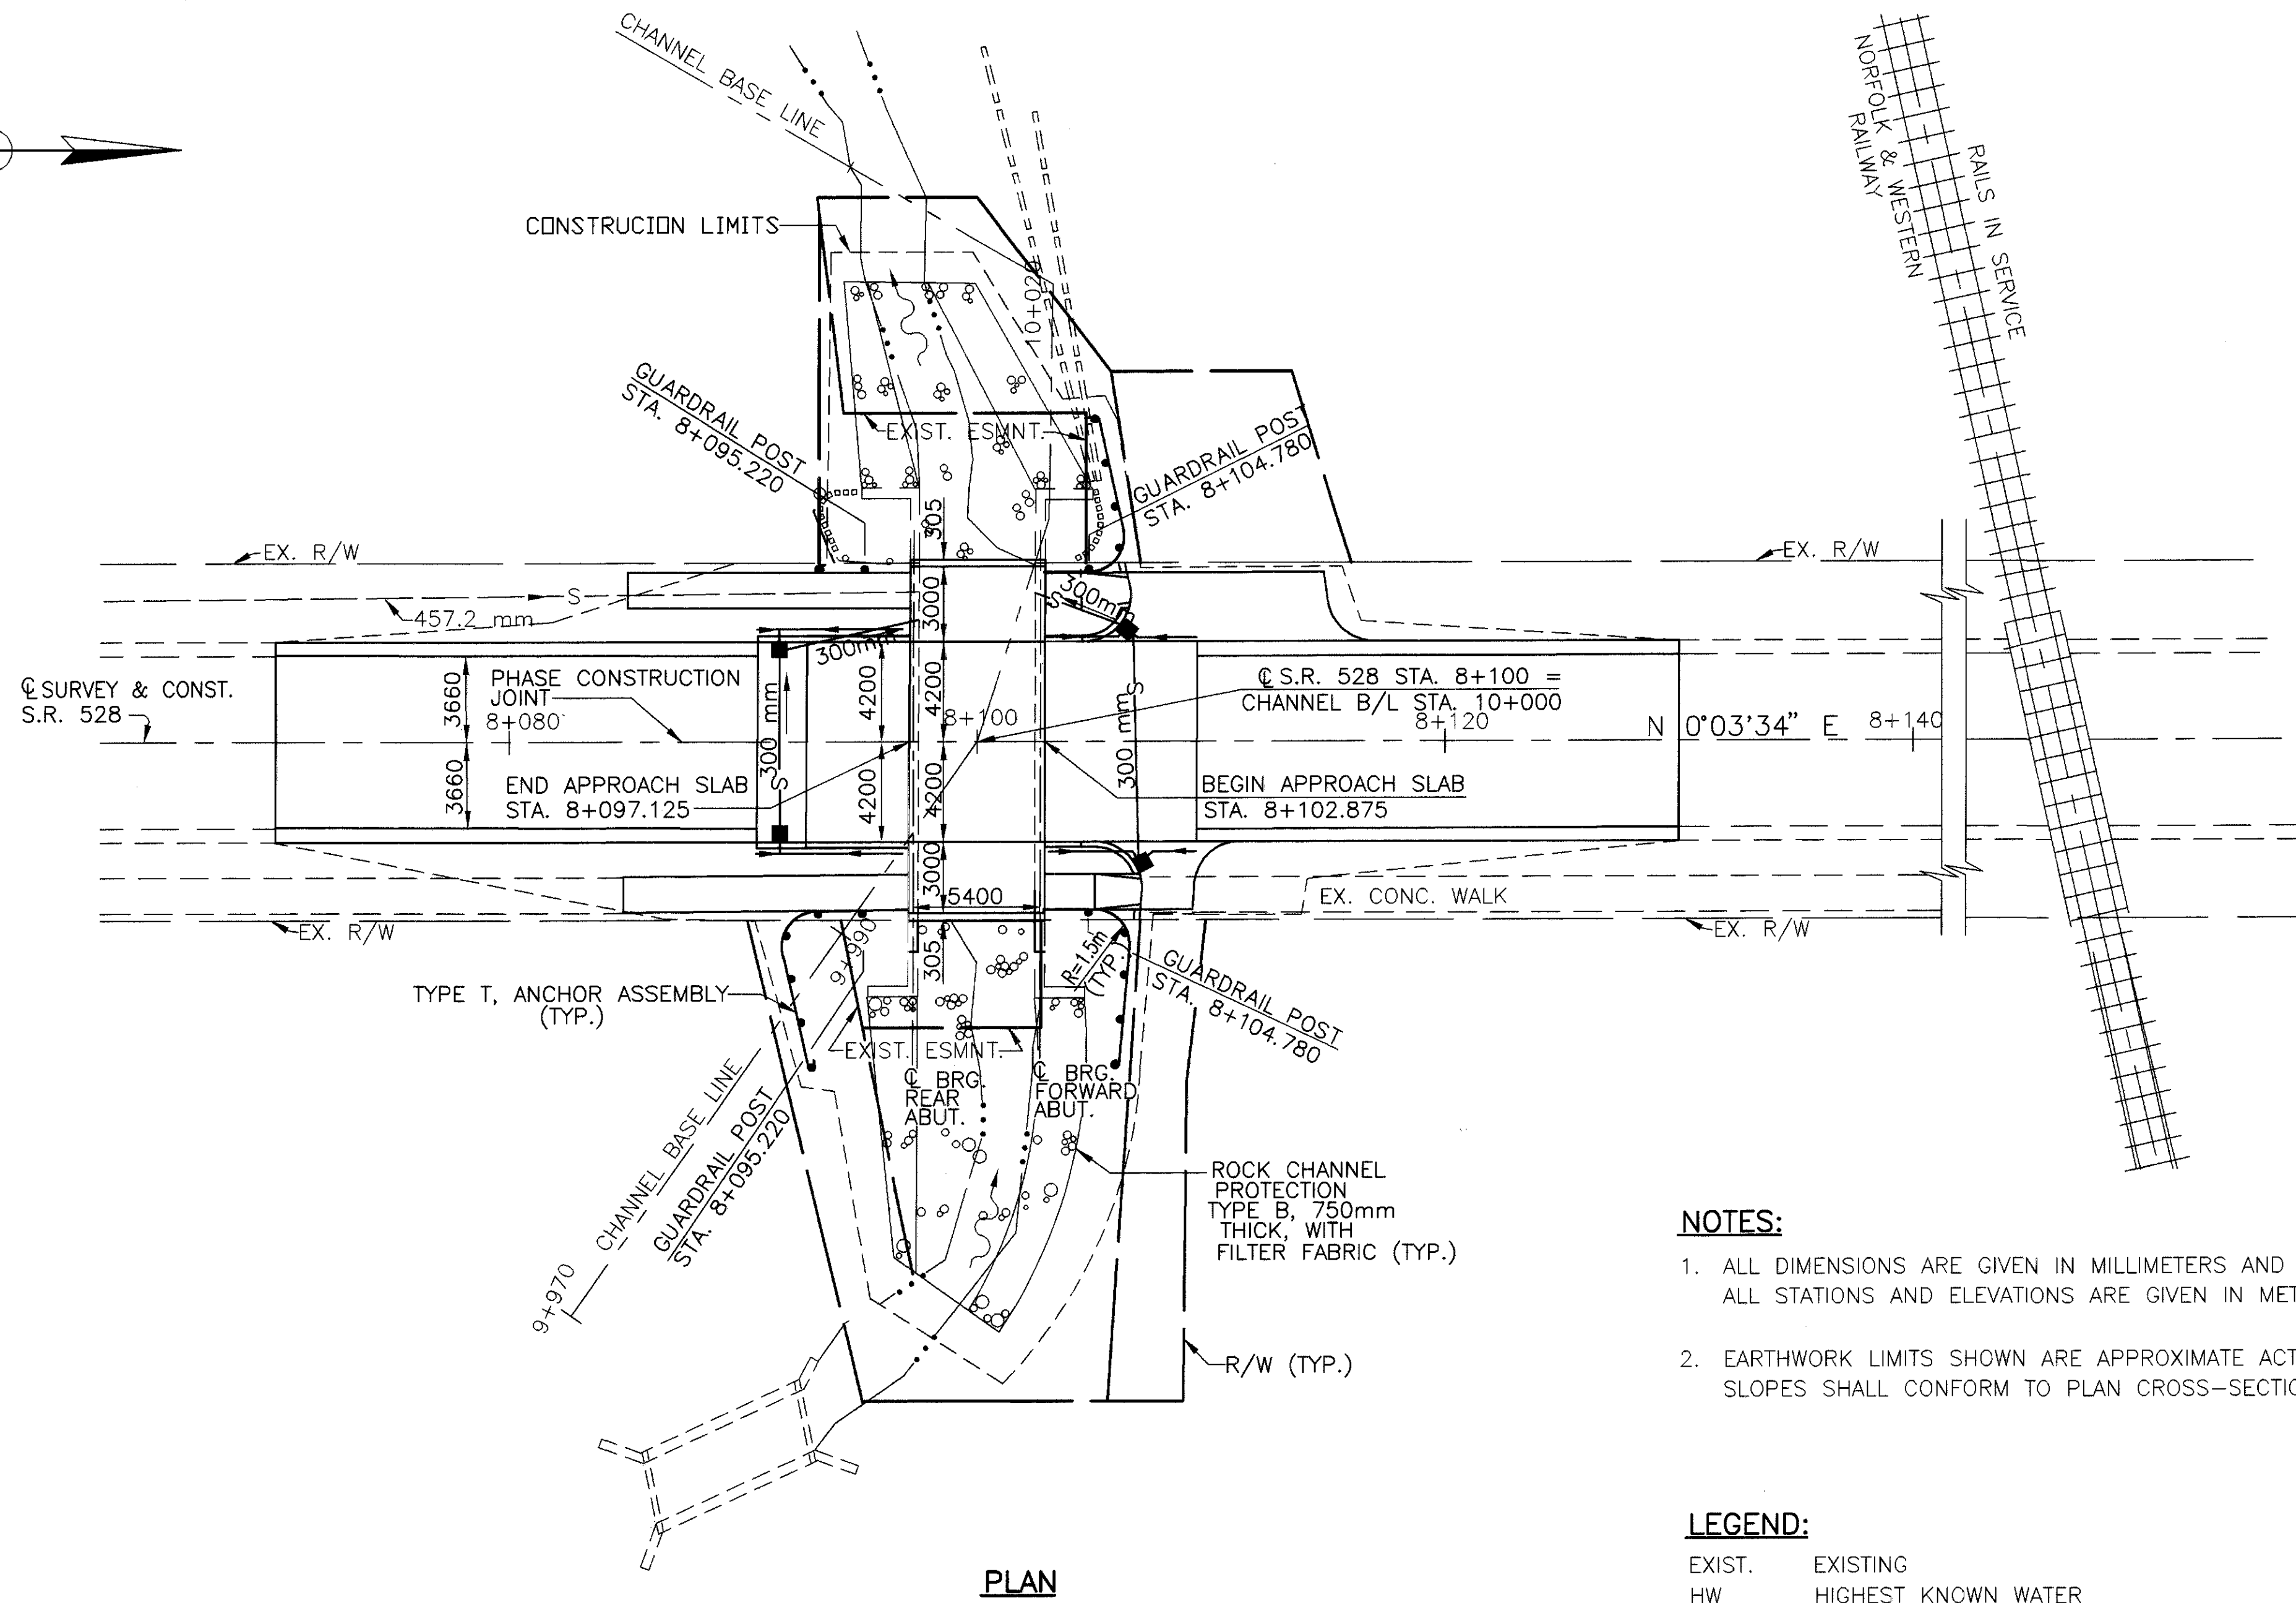 CHANNEL BASE LINE
NORFOLK & WESTERN
RAILWAY
RAILS IN SERVICE
CONSTRUCION LIMITS
10+020
GUARDRAIL POST
STA. 8+095.220
EXIST. ESMNT.
GUARDRAIL POST
STA. 8+104.780
305
EX. R/W
EX. R/W
S
457.2 mm
3000
300mm
S
300mm
℄ SURVEY & CONST.
S.R. 528
3660
PHASE CONSTRUCTION
JOINT
8+080
300 mm
S
4200
4200
8+100
℄ S.R. 528 STA. 8+100 =
CHANNEL B/L STA. 10+000
8+120
300 mm
S
N 0°03'34" E
8+140
3660
END APPROACH SLAB
STA. 8+097.125
4200
4200
BEGIN APPROACH SLAB
STA. 8+102.875
3000
5400
EX. CONC. WALK
EX. R/W
EX. R/W
9+990
305
R=1.5m
(TYP.)
GUARDRAIL POST
STA. 8+104.780
TYPE T, ANCHOR ASSEMBLY
(TYP.)
EXIST. ESMNT.
℄ BRG.
REAR
ABUT.
℄ BRG.
FORWARD
ABUT.
CHANNEL BASE LINE
GUARDRAIL POST
STA. 8+095.220
9+970
ROCK CHANNEL
PROTECTION
TYPE B, 750mm
THICK, WITH
FILTER FABRIC (TYP.)
R/W (TYP.)
NOTES:
1. ALL DIMENSIONS ARE GIVEN IN MILLIMETERS AND
ALL STATIONS AND ELEVATIONS ARE GIVEN IN MET
2. EARTHWORK LIMITS SHOWN ARE APPROXIMATE ACT
SLOPES SHALL CONFORM TO PLAN CROSS-SECTIO
LEGEND:
EXIST. EXISTING
HW HIGHEST KNOWN WATER
PLAN